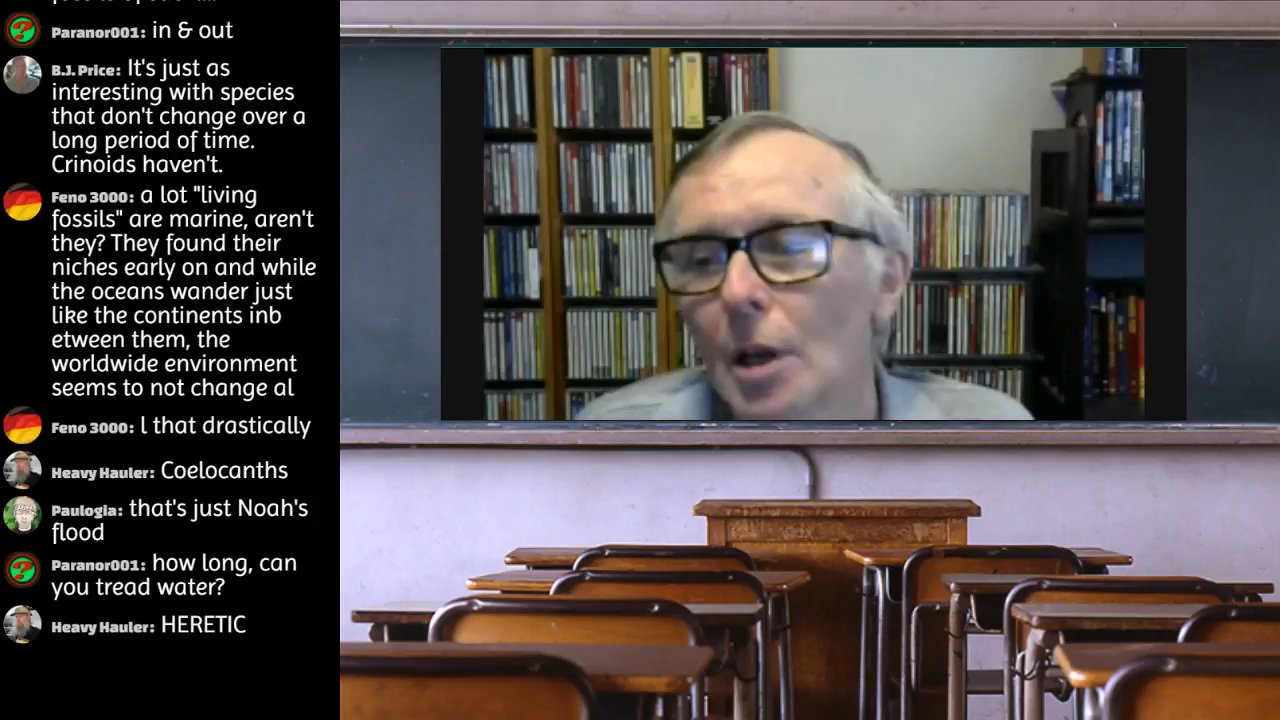 Paranor001: in & out
B.J. Price: It's just as
interesting with species
that don't change over a
long period of time.
Crinoids haven't.
Feno 3000: a lot "living
fossils" are marine, aren't
they? They found their
niches early on and while
the oceans wander just
like the continents inb
etween them, the
worldwide environment
seems to not change al
Feno 3000: l that drastically
Heavy Hauler: Coelocanths
Paulogia: that's just Noah's
flood
Paranor001: how long, can
you tread water?
Heavy Hauler: HERETIC